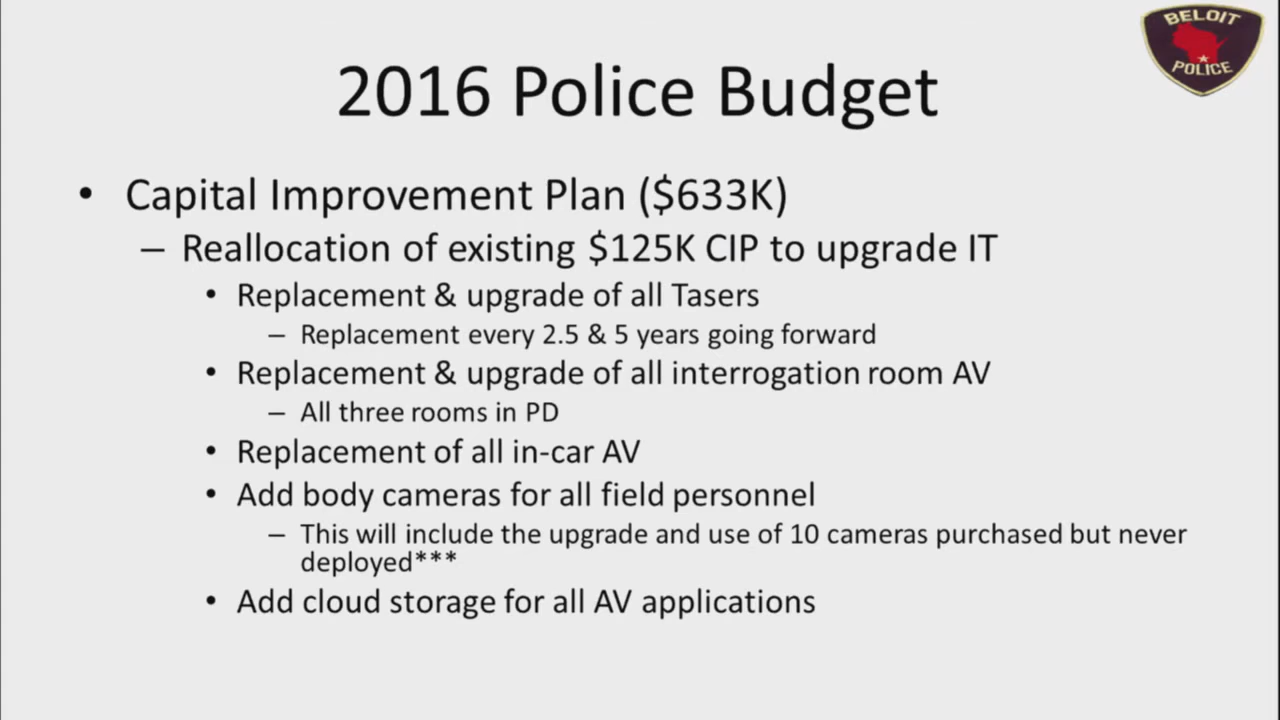 BELOIT
POLICE
2016 Police Budget
• Capital Improvement Plan ($633K)
– Reallocation of existing $125K CIP to upgrade IT
• Replacement & upgrade of all Tasers
– Replacement every 2.5 & 5 years going forward
• Replacement & upgrade of all interrogation room AV
– All three rooms in PD
• Replacement of all in-car AV
• Add body cameras for all field personnel
– This will include the upgrade and use of 10 cameras purchased but never
deployed***
• Add cloud storage for all AV applications